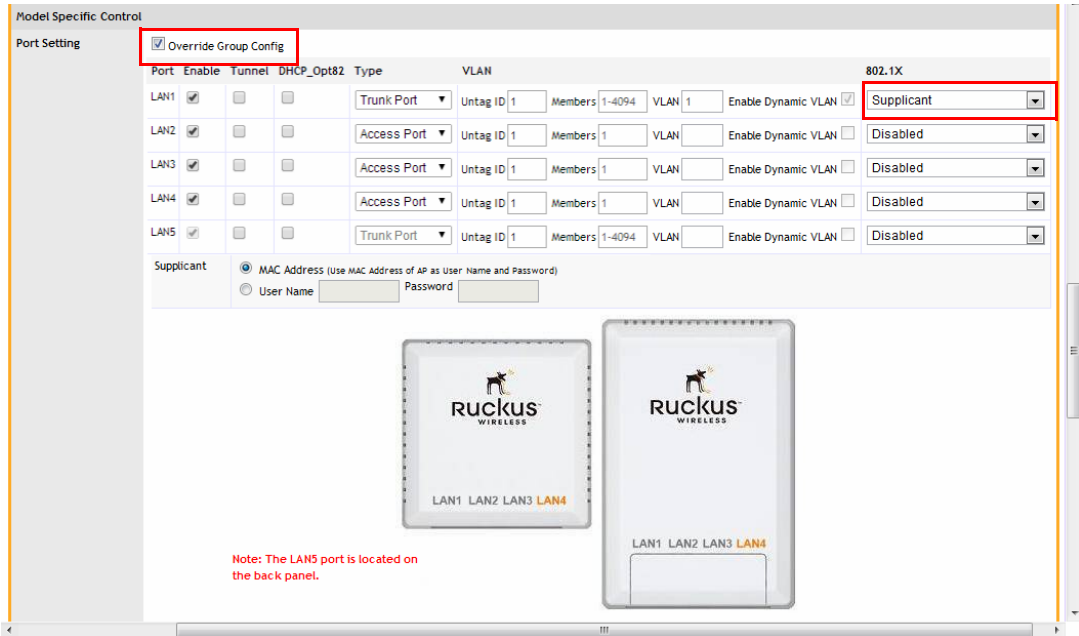 Model Specific Control
Port Setting
Override Group Config
Port Enable Tunnel DHCP_Opt82 Type VLAN 802.1X
LAN1 Trunk Port Untag ID 1 Members 1-4094 VLAN 1 Enable Dynamic VLAN Supplicant
LAN2 Access Port Untag ID 1 Members 1 VLAN Enable Dynamic VLAN Disabled
LAN3 Access Port Untag ID 1 Members 1 VLAN Enable Dynamic VLAN Disabled
LAN4 Access Port Untag ID 1 Members 1 VLAN Enable Dynamic VLAN Disabled
LAN5 Trunk Port Untag ID 1 Members 1-4094 VLAN Enable Dynamic VLAN Disabled
Supplicant MAC Address (Use MAC Address of AP as User Name and Password)
User Name Password
RUCKUS
WIRELESS
LAN1 LAN2 LAN3 LAN4
RUCKUS
WIRELESS
LAN1 LAN2 LAN3 LAN4
Note: The LAN5 port is located on
the back panel.